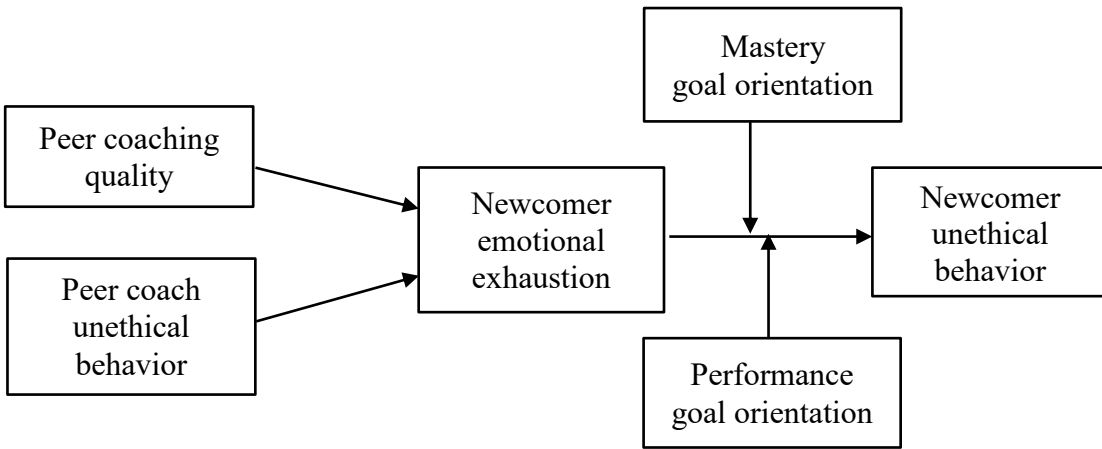 Mastery
goal orientation
Peer coaching
quality
Newcomer
emotional
exhaustion
Newcomer
unethical
behavior
Peer coach
unethical
behavior
Performance
goal orientation